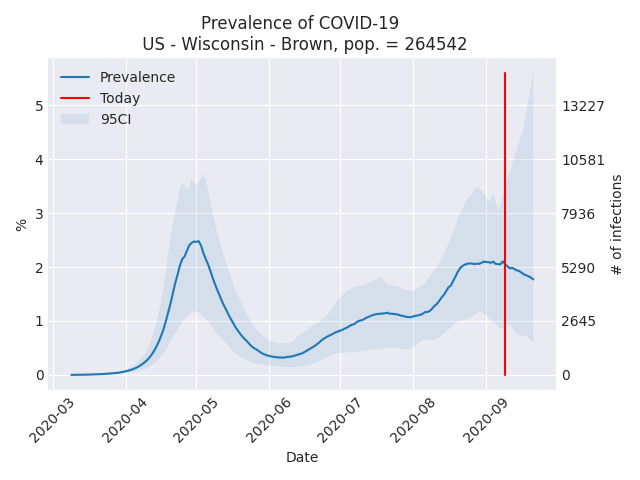 Prevalence of COVID-19
US - Wisconsin - Brown, pop. = 264542
Prevalence
Today
95CI
%
5
4
3
2
1
0
13227
10581
7936
5290
2645
0
# of infections
2020-03
2020-04
2020-05
2020-06
2020-07
2020-08
2020-09
Date